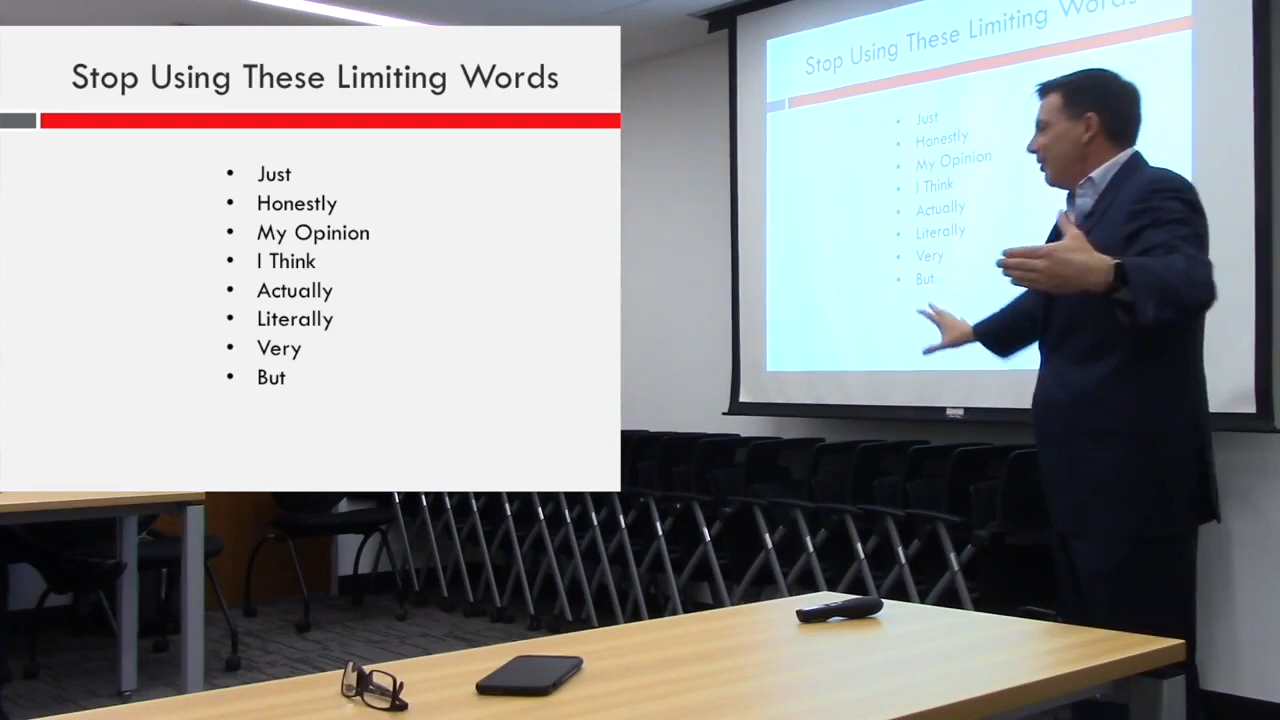 Stop Using These Limiting Words
• Just
• Honestly
• My Opinion
• I Think
• Actually
• Literally
• Very
• But
Stop Using These Limiting Words
• Just
• Honestly
• My Opinion
• I Think
• Actually
• Literally
• Very
• But